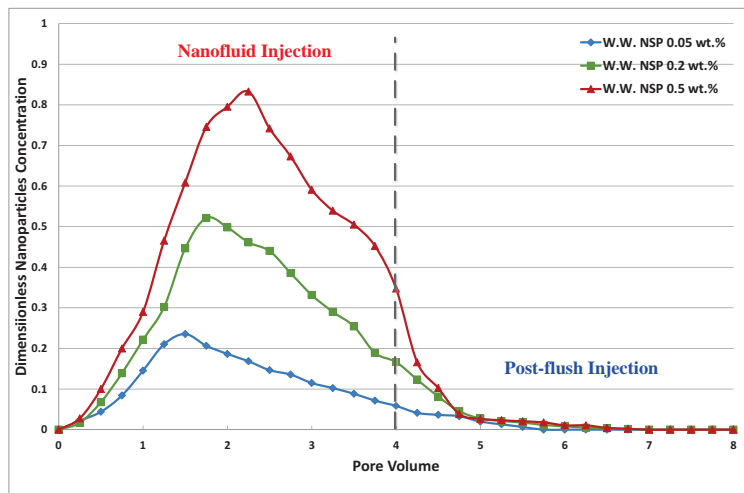 Nanofluid Injection
W.W. NSP 0.05 wt.%
W.W. NSP 0.2 wt.%
W.W. NSP 0.5 wt.%
Post-flush Injection
Dimensionless Nanoparticles Concentration
1
0.9
0.8
0.7
0.6
0.5
0.4
0.3
0.2
0.1
0
0 1 2 3 4 5 6 7 8
Pore Volume